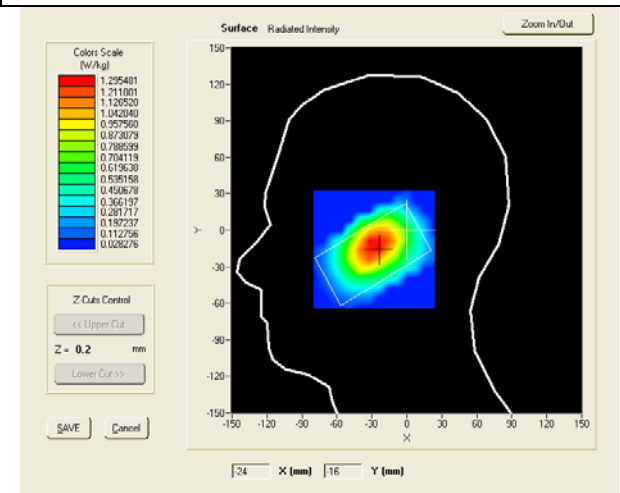 Surface Radiated Intensity
Zoom In/Out
Colors Scale
(W/kg)
1.295481
1.211001
1.126520
1.042040
0.957560
0.873079
0.788599
0.704119
0.619638
0.535158
0.450678
0.366197
0.281717
0.197237
0.112756
0.028276
Z-Cuts Control
<< Upper Cut
Z = 0.2 mm
Lower Cut >>
SAVE Cancel
150
120
90
60
30
0
-30
-60
-90
-120
-150
Y
-150 -120 -90 -60 -30 0 30 60 90 120 150
X
-24 X (mm) -16 Y (mm)